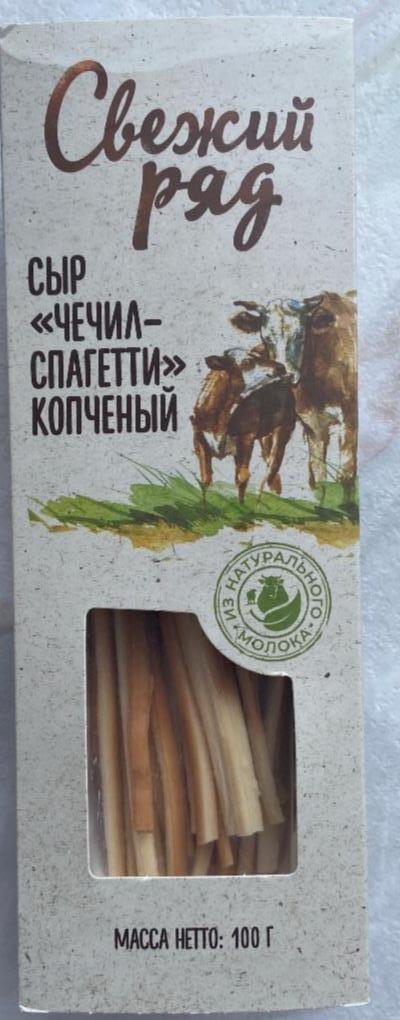 Свежий
ряд
СЫР
«ЧЕЧИЛ-
СПАГЕТТИ»
КОПЧЕНЫЙ
ИЗ НАТУРАЛЬНОГО
МОЛОКА
МАССА НЕТТО: 100 Г